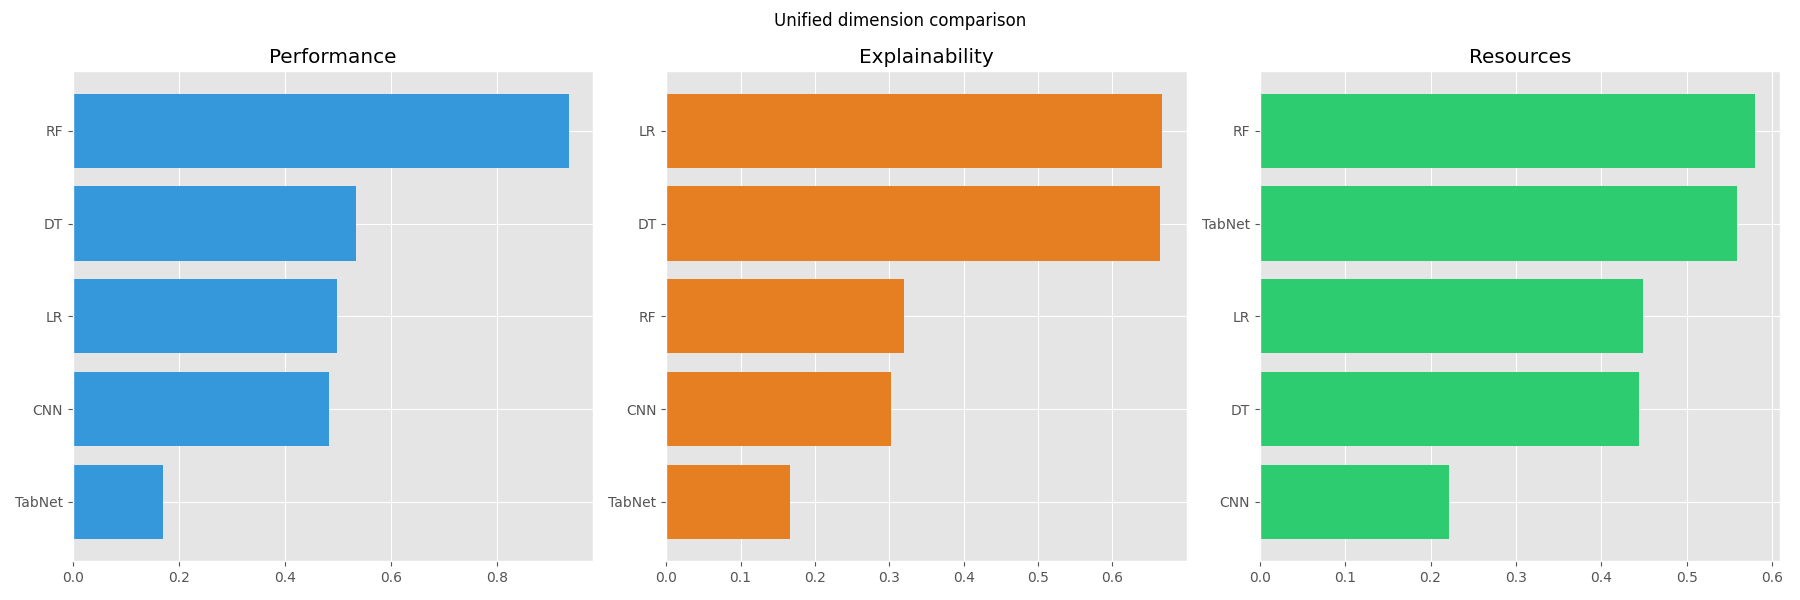 Unified dimension comparison
Performance
RF
DT
LR
CNN
TabNet
0.0 0.2 0.4 0.6 0.8
Explainability
LR
DT
RF
CNN
TabNet
0.0 0.1 0.2 0.3 0.4 0.5 0.6
Resources
RF
TabNet
LR
DT
CNN
0.0 0.1 0.2 0.3 0.4 0.5 0.6